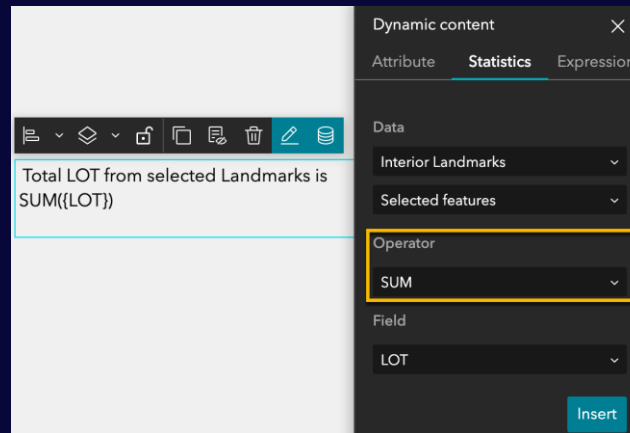 Dynamic content
Attribute Statistics Expression
Total LOT from selected Landmarks is
SUM({LOT})
Data
Interior Landmarks
Selected features
Operator
SUM
Field
LOT
Insert